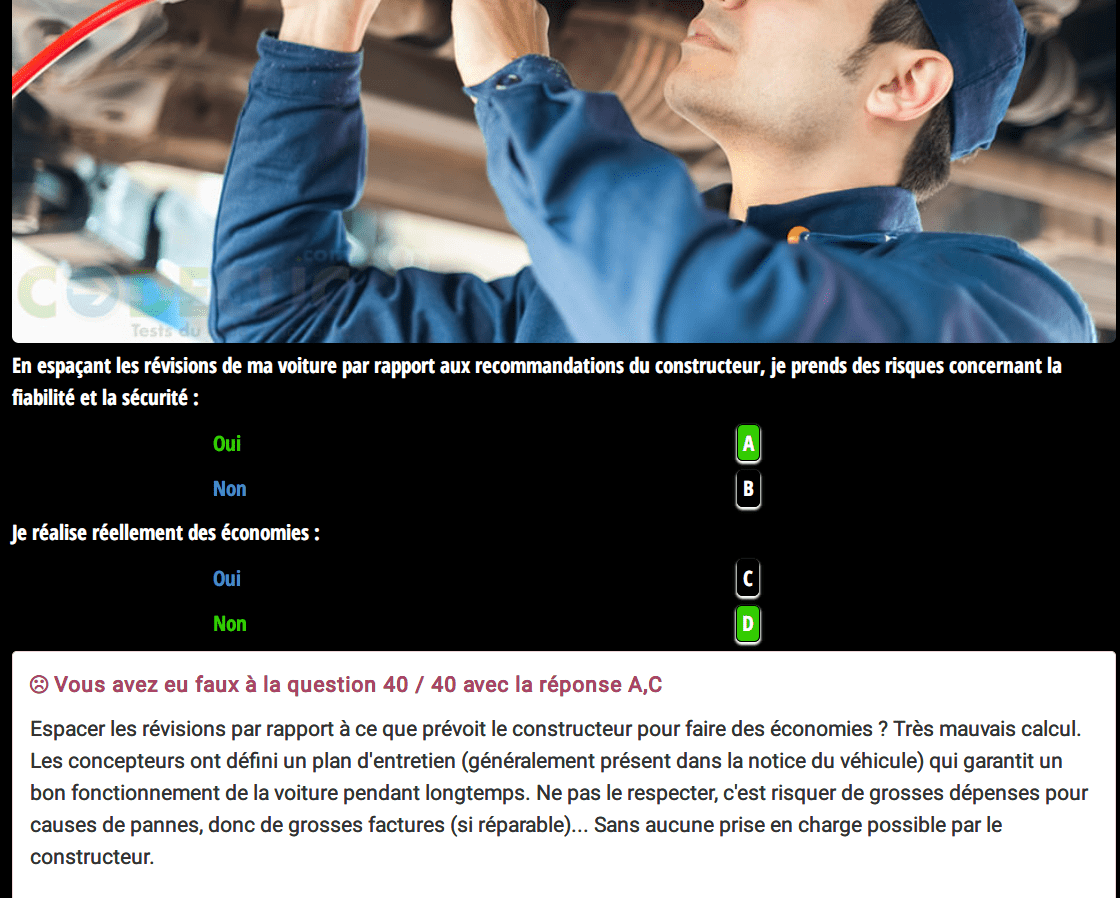 .com
CODE
Tests du
En espaçant les révisions de ma voiture par rapport aux recommandations du constructeur, je prends des risques concernant la
fiabilité et la sécurité :
Oui A
Non B
Je réalise réellement des économies :
Oui C
Non D
Vous avez eu faux à la question 40 / 40 avec la réponse A,C
Espacer les révisions par rapport à ce que prévoit le constructeur pour faire des économies ? Très mauvais calcul.
Les concepteurs ont défini un plan d'entretien (généralement présent dans la notice du véhicule) qui garantit un
bon fonctionnement de la voiture pendant longtemps. Ne pas le respecter, c'est risquer de grosses dépenses pour
causes de pannes, donc de grosses factures (si réparable)... Sans aucune prise en charge possible par le
constructeur.